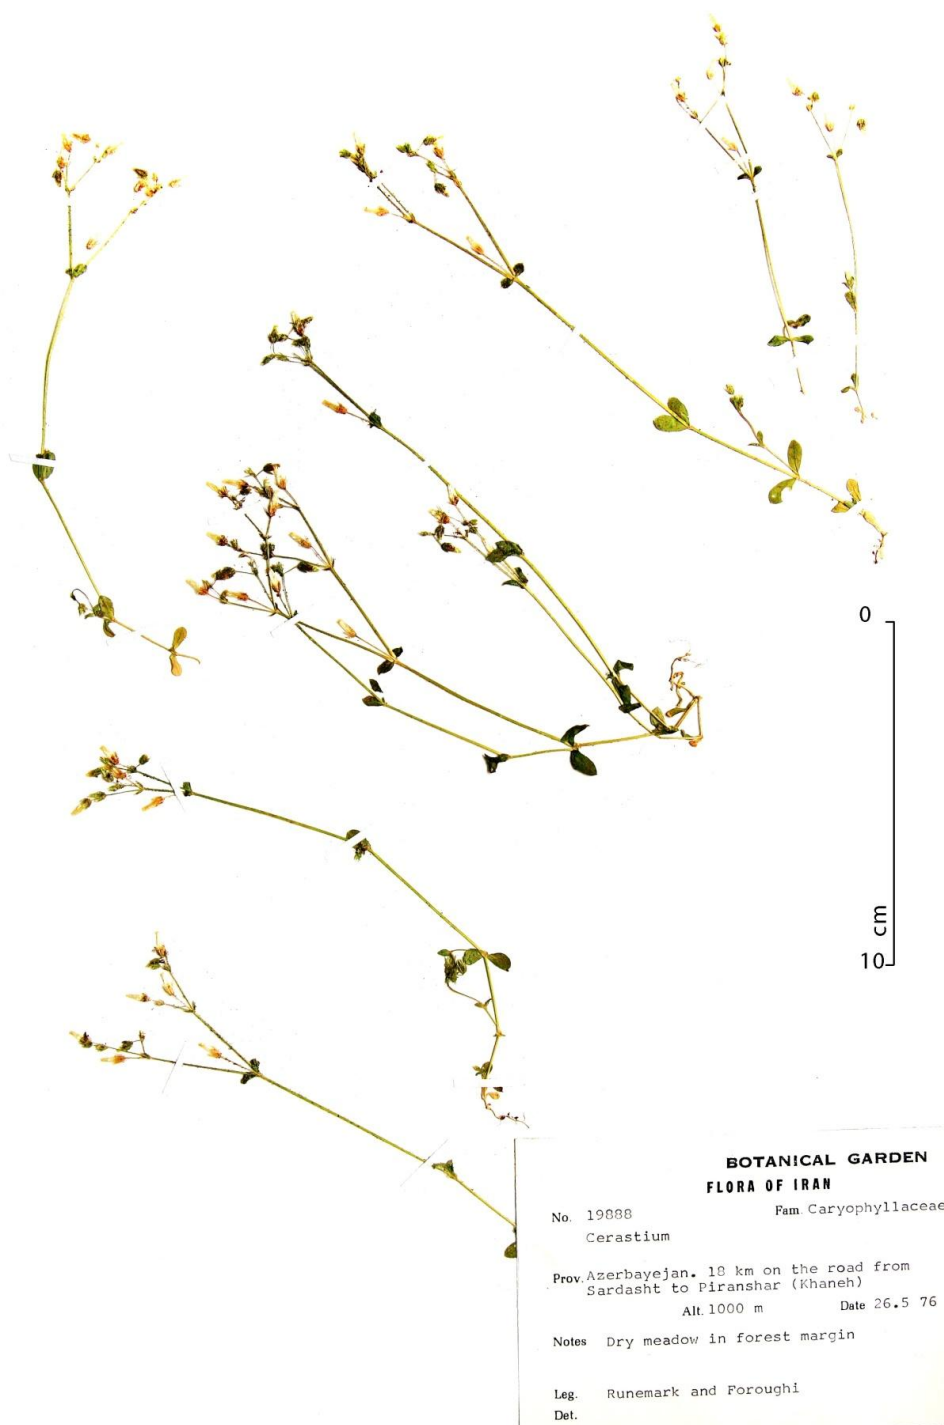 0
cm
10
BOTANICAL GARDEN
FLORA OF IRAN
No. 19888 Fam. Caryophyllaceae
Cerastium
Prov. Azerbayejan. 18 km on the road from
Sardasht to Piranshar (Khaneh)
Alt. 1000 m Date 26.5 76
Notes Dry meadow in forest margin
Leg. Runemark and Foroughi
Det.